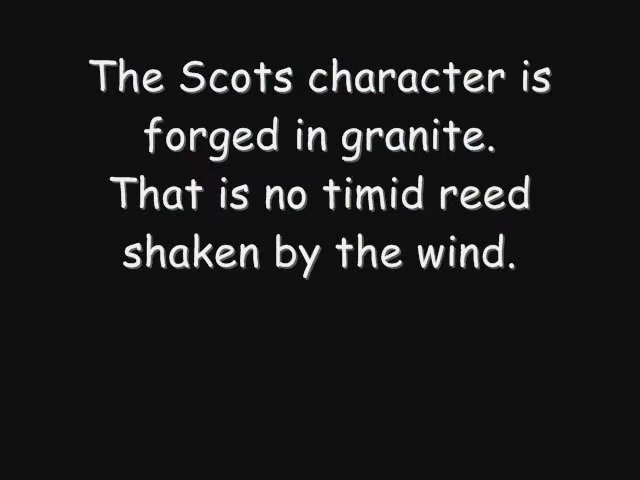 The Scots character is
forged in granite.
That is no timid reed
shaken by the wind.